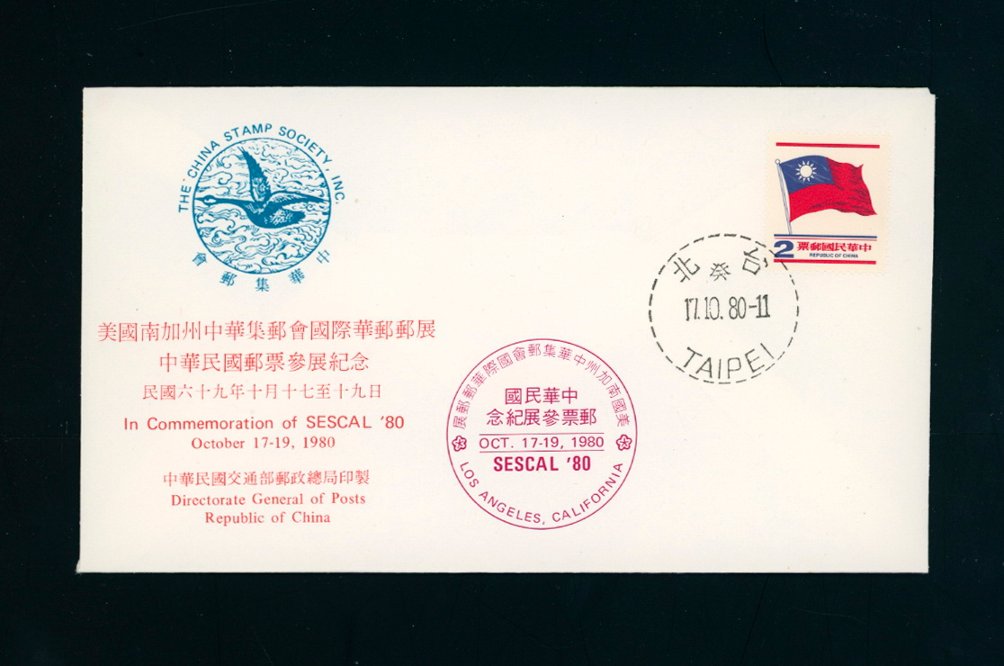 THE CHINA STAMP SOCIETY, INC.
中華集郵會
美國南加州中華集郵會國際華郵郵展
中華民國郵票參展紀念
民國六十九年十月十七至十九日
In Commemoration of SESCAL '80
October 17-19, 1980
中華民國交通部郵政總局印製
Directorate General of Posts
Republic of China
美國南加州中華集郵會國際華郵郵展
中華民國
郵票參展紀念
OCT. 17-19, 1980
SESCAL '80
LOS ANGELES, CALIFORNIA
2
中華民國郵票
REPUBLIC OF CHINA
台北
癸
17.10.80-11
TAIPEI